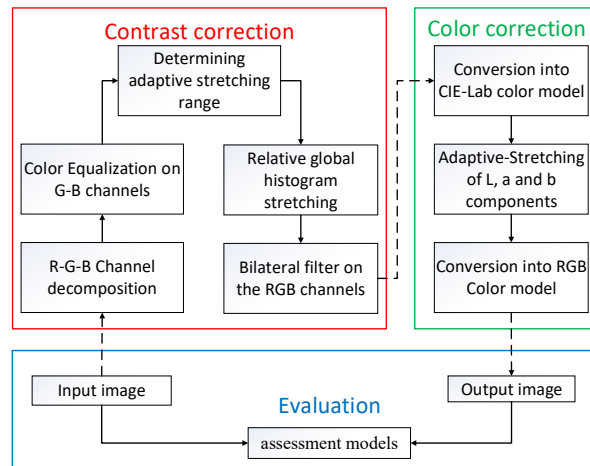 Contrast correction
Color correction
Determining
adaptive stretching
range
Color Equalization on
G-B channels
R-G-B Channel
decomposition
Relative global
histogram
stretching
Bilateral filter on
the RGB channels
Conversion into
CIE-Lab color model
Adaptive-Stretching
of L, a and b
components
Conversion into RGB
Color model
Input image
Output image
Evaluation
assessment models